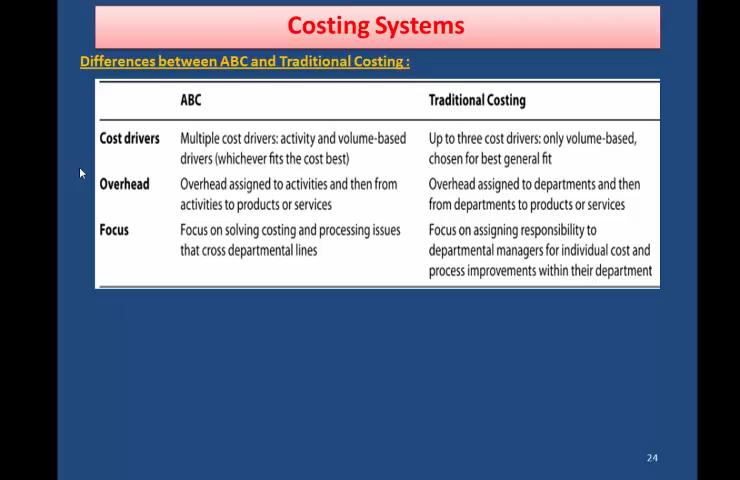 Costing Systems
Differences between ABC and Traditional Costing :
ABC Traditional Costing
Cost drivers Multiple cost drivers: activity and volume-based Up to three cost drivers: only volume-based,
drivers (whichever fits the cost best) chosen for best general fit
Overhead Overhead assigned to activities and then from Overhead assigned to departments and then
activities to products or services from departments to products or services
Focus Focus on solving costing and processing issues Focus on assigning responsibility to
that cross departmental lines departmental managers for individual cost and
process improvements within their department
24